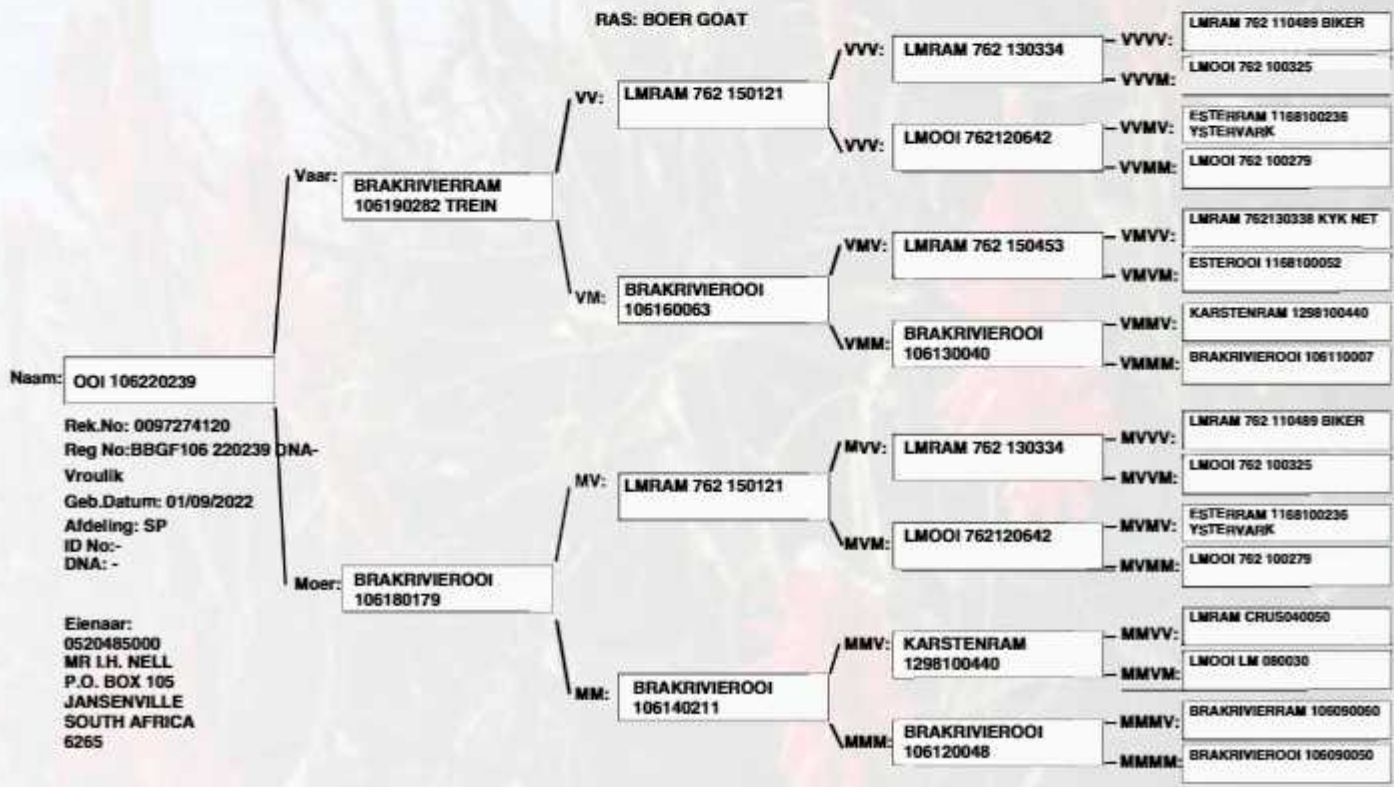 RAS: BOER GOAT
Naam:
OOI 106220239
Rek.No: 0097274120
Reg No:BBGF106 220239 DNA-
Vroulik
Geb.Datum: 01/09/2022
Afdeling: SP
ID No:-
DNA: -
Eienaar:
0520485000
MR I.H. NELL
P.O. BOX 105
JANSENVILLE
SOUTH AFRICA
6265
Vaar:
BRAKRIVIERRAM
106190282 TREIN
Moer:
BRAKRIVIEROOI
106180179
VV:
LMRAM 762 150121
VM:
BRAKRIVIEROOI
106160063
MV:
LMRAM 762 150121
MM:
BRAKRIVIEROOI
106140211
VVV:
LMRAM 762 130334
VVV:
LMOOI 762120642
VMV:
LMRAM 762 150453
VMM:
BRAKRIVIEROOI
106130040
MVV:
LMRAM 762 130334
MVM:
LMOOI 762120642
MMV:
KARSTENRAM
1298100440
MMM:
BRAKRIVIEROOI
106120048
VVVV:
LMRAM 762 110489 BIKER
VVVM:
LMOOI 762 100325
VVMV:
ESTERRAM 1168100236
YSTERVARK
VVMM:
LMOOI 762 100279
VMVV:
LMRAM 762130338 KYK NET
VMVM:
ESTEROOI 1168100052
VMMV:
KARSTENRAM 1298100440
VMMM:
BRAKRIVIEROOI 106110007
MVVV:
LMRAM 762 110489 BIKER
MVVM:
LMOOI 762 100325
MVMV:
ESTERRAM 1168100236
YSTERVARK
MVMM:
LMOOI 762 100279
MMVV:
LMRAM CRUS040050
MMVM:
LMOOI LM 080030
MMMV:
BRAKRIVIERRAM 106090060
MMMM:
BRAKRIVIEROOI 106090050